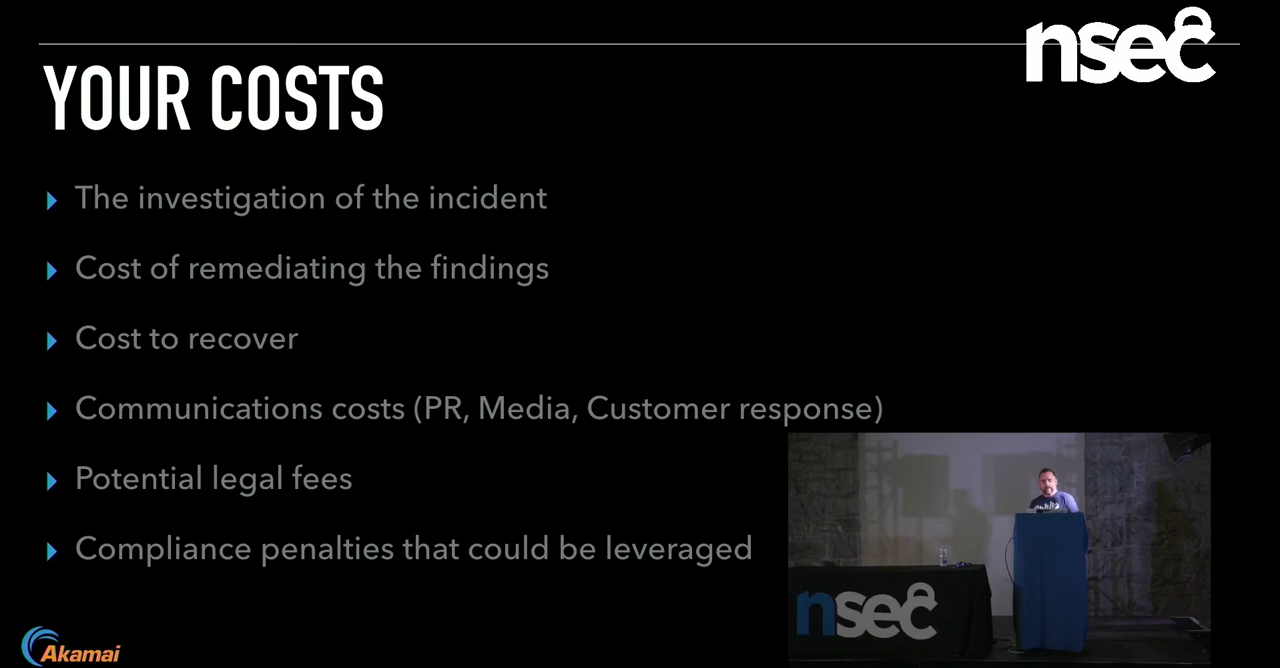 nsec
YOUR COSTS
The investigation of the incident
Cost of remediating the findings
Cost to recover
Communications costs (PR, Media, Customer response)
Potential legal fees
Compliance penalties that could be leveraged
nsec
Akamai